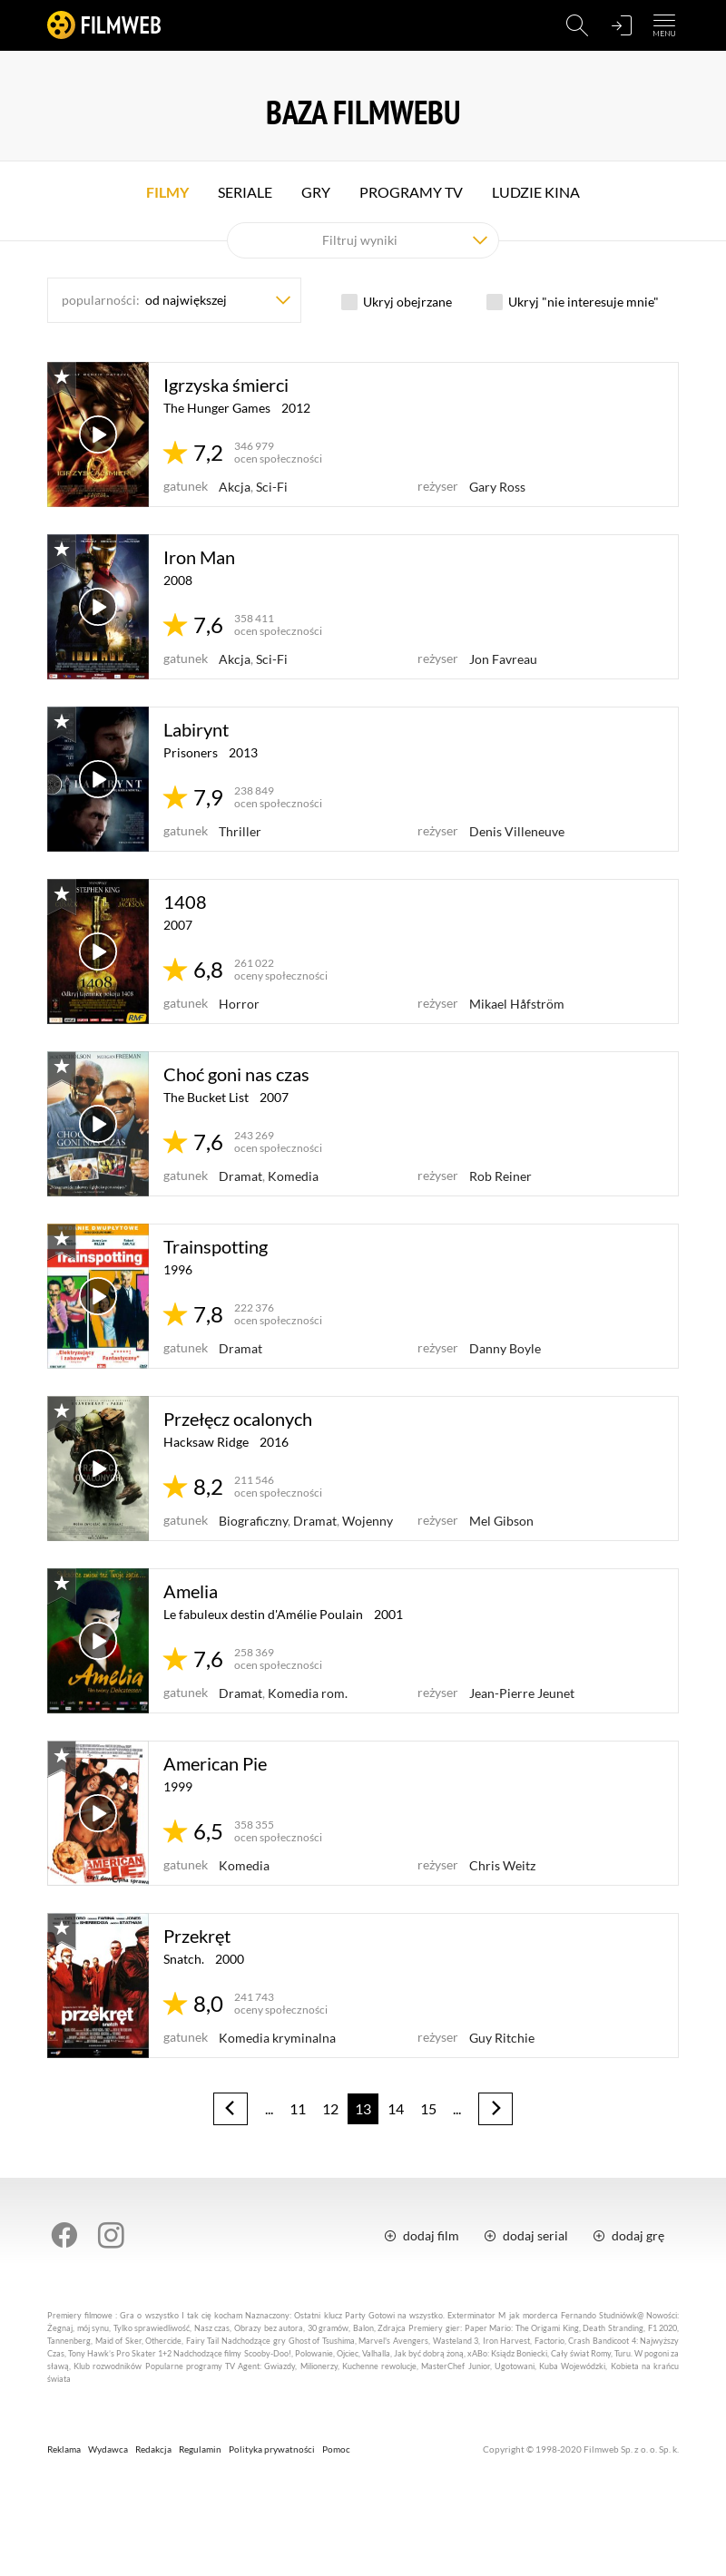 FILMWEB
MENU
BAZA FILMWEBU
FILMY SERIALE GRY PROGRAMY TV LUDZIE KINA
Filtruj wyniki
popularności: od największej
Ukryj obejrzane
Ukryj "nie interesuje mnie"
Igrzyska śmierci
The Hunger Games 2012
7,2
346 979
ocen społeczności
gatunek Akcja, Sci-Fi
reżyser Gary Ross
Iron Man
2008
7,6
358 411
ocen społeczności
gatunek Akcja, Sci-Fi
reżyser Jon Favreau
Labirynt
Prisoners 2013
7,9
238 849
ocen społeczności
gatunek Thriller
reżyser Denis Villeneuve
1408
2007
6,8
261 022
oceny społeczności
gatunek Horror
reżyser Mikael Håfström
Choć goni nas czas
The Bucket List 2007
7,6
243 269
ocen społeczności
gatunek Dramat, Komedia
reżyser Rob Reiner
Trainspotting
Trainspotting
1996
7,8
222 376
ocen społeczności
gatunek Dramat
reżyser Danny Boyle
Przełęcz ocalonych
Hacksaw Ridge 2016
8,2
211 546
ocen społeczności
gatunek Biograficzny, Dramat, Wojenny
reżyser Mel Gibson
Amelia
Amelia
Le fabuleux destin d'Amélie Poulain 2001
7,6
258 369
ocen społeczności
gatunek Dramat, Komedia rom.
reżyser Jean-Pierre Jeunet
American Pie
1999
6,5
358 355
ocen społeczności
gatunek Komedia
reżyser Chris Weitz
Przekręt
przekręt
Snatch. 2000
8,0
241 743
oceny społeczności
gatunek Komedia kryminalna
reżyser Guy Ritchie
... 11 12 13 14 15 ...
dodaj film dodaj serial dodaj grę
Premiery filmowe : Gra o wszystko I tak cię kocham Naznaczony: Ostatni klucz Party Gotowi na wszystko. Exterminator M jak morderca Fernando Studniówk@ Nowości:
Żegnaj, mój synu, Tylko sprawiedliwość, Nasz czas, Obrazy bez autora, 30 gramów, Balon, Zdrajca Premiery gier: Paper Mario: The Origami King, Death Stranding, F1 2020,
Tannenberg, Maid of Sker, Othercide, Fairy Tail Nadchodzące gry Ghost of Tsushima, Marvel's Avengers, Wasteland 3, Iron Harvest, Factorio, Crash Bandicoot 4: Najwyższy
Czas, Tony Hawk's Pro Skater 1+2 Nadchodzące filmy Scooby-Doo!, Polowanie, Ojciec, Valhalla, Jak być dobrą żoną, xABo: Ksiądz Boniecki, Cały świat Romy, Turu. W pogoni za
sławą, Klub rozwodników Popularne programy TV Agent: Gwiazdy, Milionerzy, Kuchenne rewolucje, MasterChef Junior, Ugotowani, Kuba Wojewódzki, Kobieta na krańcu
świata
Reklama Wydawca Redakcja Regulamin Polityka prywatności Pomoc
Copyright © 1998-2020 Filmweb Sp. z o. o. Sp. k.